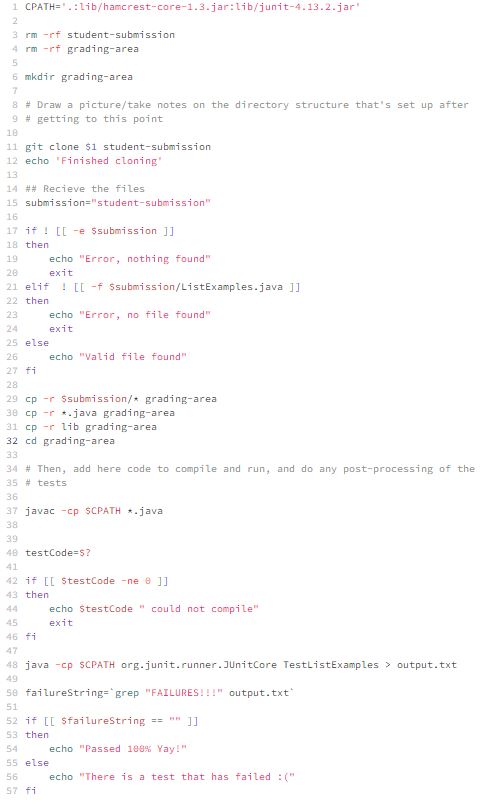 1 CPATH='.:lib/hamcrest-core-1.3.jar:lib/junit-4.13.2.jar'
2
3 rm -rf student-submission
4 rm -rf grading-area
5
6 mkdir grading-area
7
8 # Draw a picture/take notes on the directory structure that's set up after
9 # getting to this point
10
11 git clone $1 student-submission
12 echo 'Finished cloning'
13
14 ## Recieve the files
15 submission="student-submission"
16
17 if ! [[ -e $submission ]]
18 then
19     echo "Error, nothing found"
20     exit
21 elif  ! [[ -f $submission/ListExamples.java ]]
22 then
23     echo "Error, no file found"
24     exit
25 else
26     echo "Valid file found"
27 fi
28
29 cp -r $submission/* grading-area
30 cp -r *.java grading-area
31 cp -r lib grading-area
32 cd grading-area
33
34 # Then, add here code to compile and run, and do any post-processing of the
35 # tests
36
37 javac -cp $CPATH *.java
38
39
40 testCode=$?
41
42 if [[ $testCode -ne 0 ]]
43 then
44     echo $testCode " could not compile"
45     exit
46 fi
47
48 java -cp $CPATH org.junit.runner.JUnitCore TestListExamples > output.txt
49
50 failureString=`grep "FAILURES!!!" output.txt`
51
52 if [[ $failureString == "" ]]
53 then
54     echo "Passed 100% Yay!"
55 else
56     echo "There is a test that has failed :("
57 fi